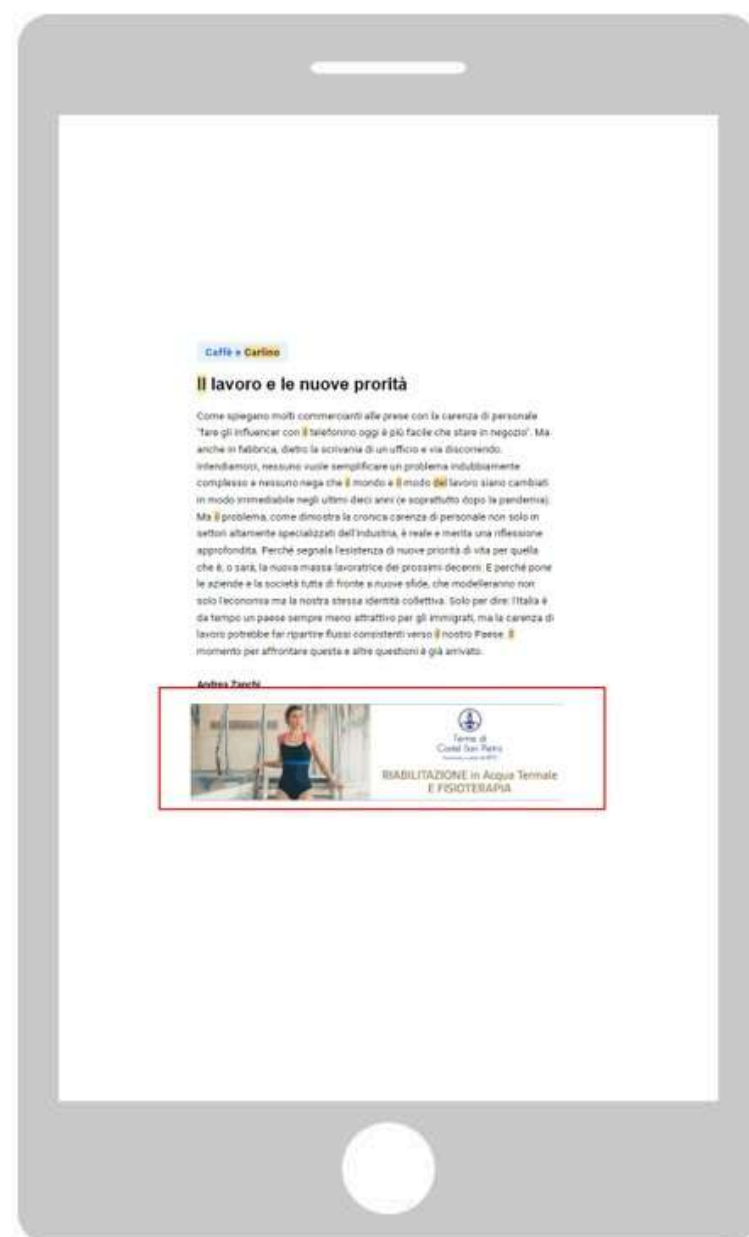 Caffè e Carlino
Il lavoro e le nuove prorità
Come spiegano molti commercianti alle prese con la carenza di personale
"fare gli influencer con il telefonino oggi è più facile che stare in negozio". Ma
anche in fabbrica, dietro la scrivania di un ufficio e via discorrendo.
Intendiamoci, nessuno vuole semplificare un problema indubbiamente
complesso e nessuno nega che il mondo e il modo del lavoro siano cambiati
in modo irrimediabile negli ultimi dieci anni (e soprattutto dopo la pandemia).
Ma il problema, come dimostra la cronica carenza di personale non solo in
settori altamente specializzati dell'industria, è reale e merita una riflessione
approfondita. Perché segnala l'esistenza di nuove priorità di vita per quella
che è, o sarà, la nuova massa lavoratrice dei prossimi decenni. E perché pone
le aziende e la società tutta di fronte a nuove sfide, che modelleranno non
solo l'economia ma la nostra stessa identità collettiva. Solo per dire: l'Italia è
da tempo un paese sempre meno attrattivo per gli immigrati, ma la carenza di
lavoro potrebbe far ripartire flussi consistenti verso il nostro Paese. Il
momento per affrontare questa e altre questioni è già arrivato.
Andrea Zanchi
Terme di
Castel San Pietro
RIABILITAZIONE in Acqua Termale
E FISIOTERAPIA